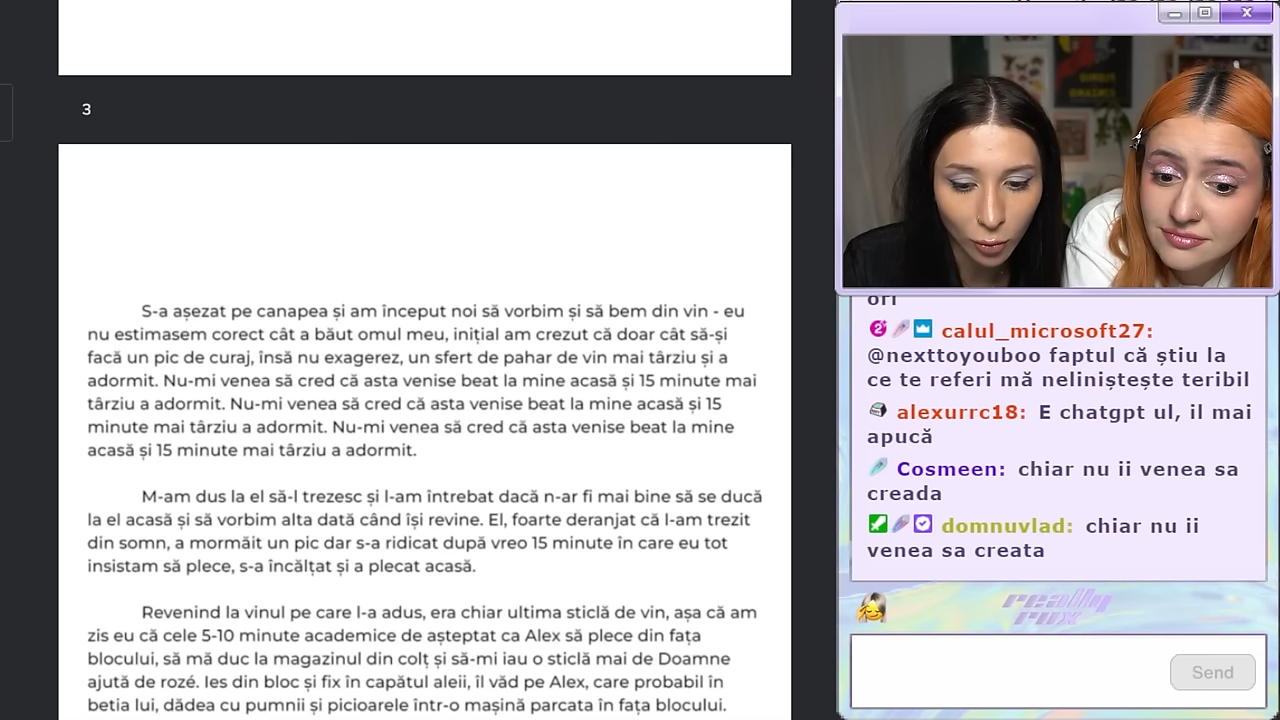 3
S-a așezat pe canapea și am început noi să vorbim și să bem din vin - eu
nu estimasem corect cât a băut omul meu, inițial am crezut că doar cât să-și
facă un pic de curaj, însă nu exagerez, un sfert de pahar de vin mai târziu și a
adormit. Nu-mi venea să cred că asta venise beat la mine acasă și 15 minute mai
târziu a adormit. Nu-mi venea să cred că asta venise beat la mine acasă și 15
minute mai târziu a adormit. Nu-mi venea să cred că asta venise beat la mine
acasă și 15 minute mai târziu a adormit.
M-am dus la el să-l trezesc și l-am întrebat dacă n-ar fi mai bine să se ducă
la el acasă și să vorbim alta dată când își revine. El, foarte deranjat că l-am trezit
din somn, a mormăit un pic dar s-a ridicat după vreo 15 minute în care eu tot
insistam să plece, s-a încălțat și a plecat acasă.
Revenind la vinul pe care l-a adus, era chiar ultima sticlă de vin, așa că am
zis eu că cele 5-10 minute academice de așteptat ca Alex să plece din fața
blocului, să mă duc la magazinul din colț și să-mi iau o sticlă mai de Doamne
ajută de rozé. Ies din bloc și fix în capătul aleii, îl văd pe Alex, care probabil în
betia lui, dădea cu pumnii și picioarele într-o mașină parcata în fața blocului.
ori
calul_microsoft27:
@nexttoyouboo faptul că știu la
ce te referi mă neliniștește teribil
alexurrc18: E chatgpt ul, il mai
apucă
Cosmeen: chiar nu ii venea sa
creada
domnuvlad: chiar nu ii
venea sa creata
really
rux
Send